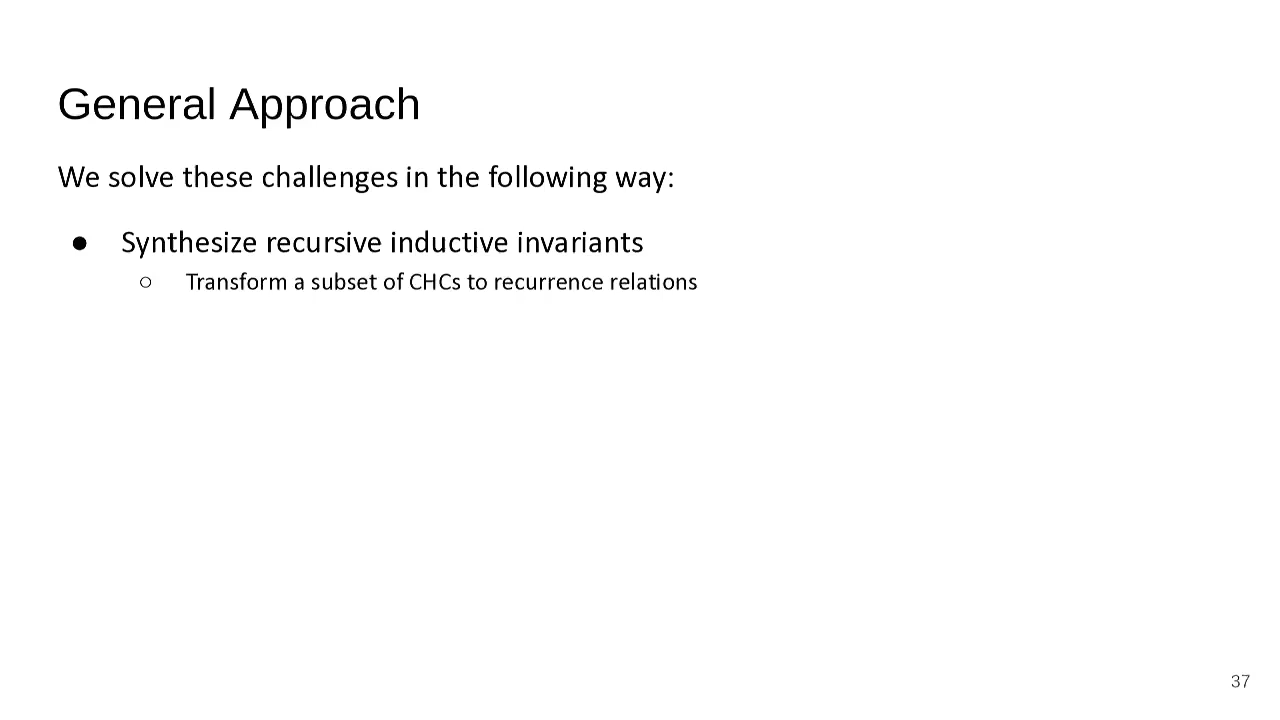 General Approach
We solve these challenges in the following way:
● Synthesize recursive inductive invariants
○ Transform a subset of CHCs to recurrence relations
37